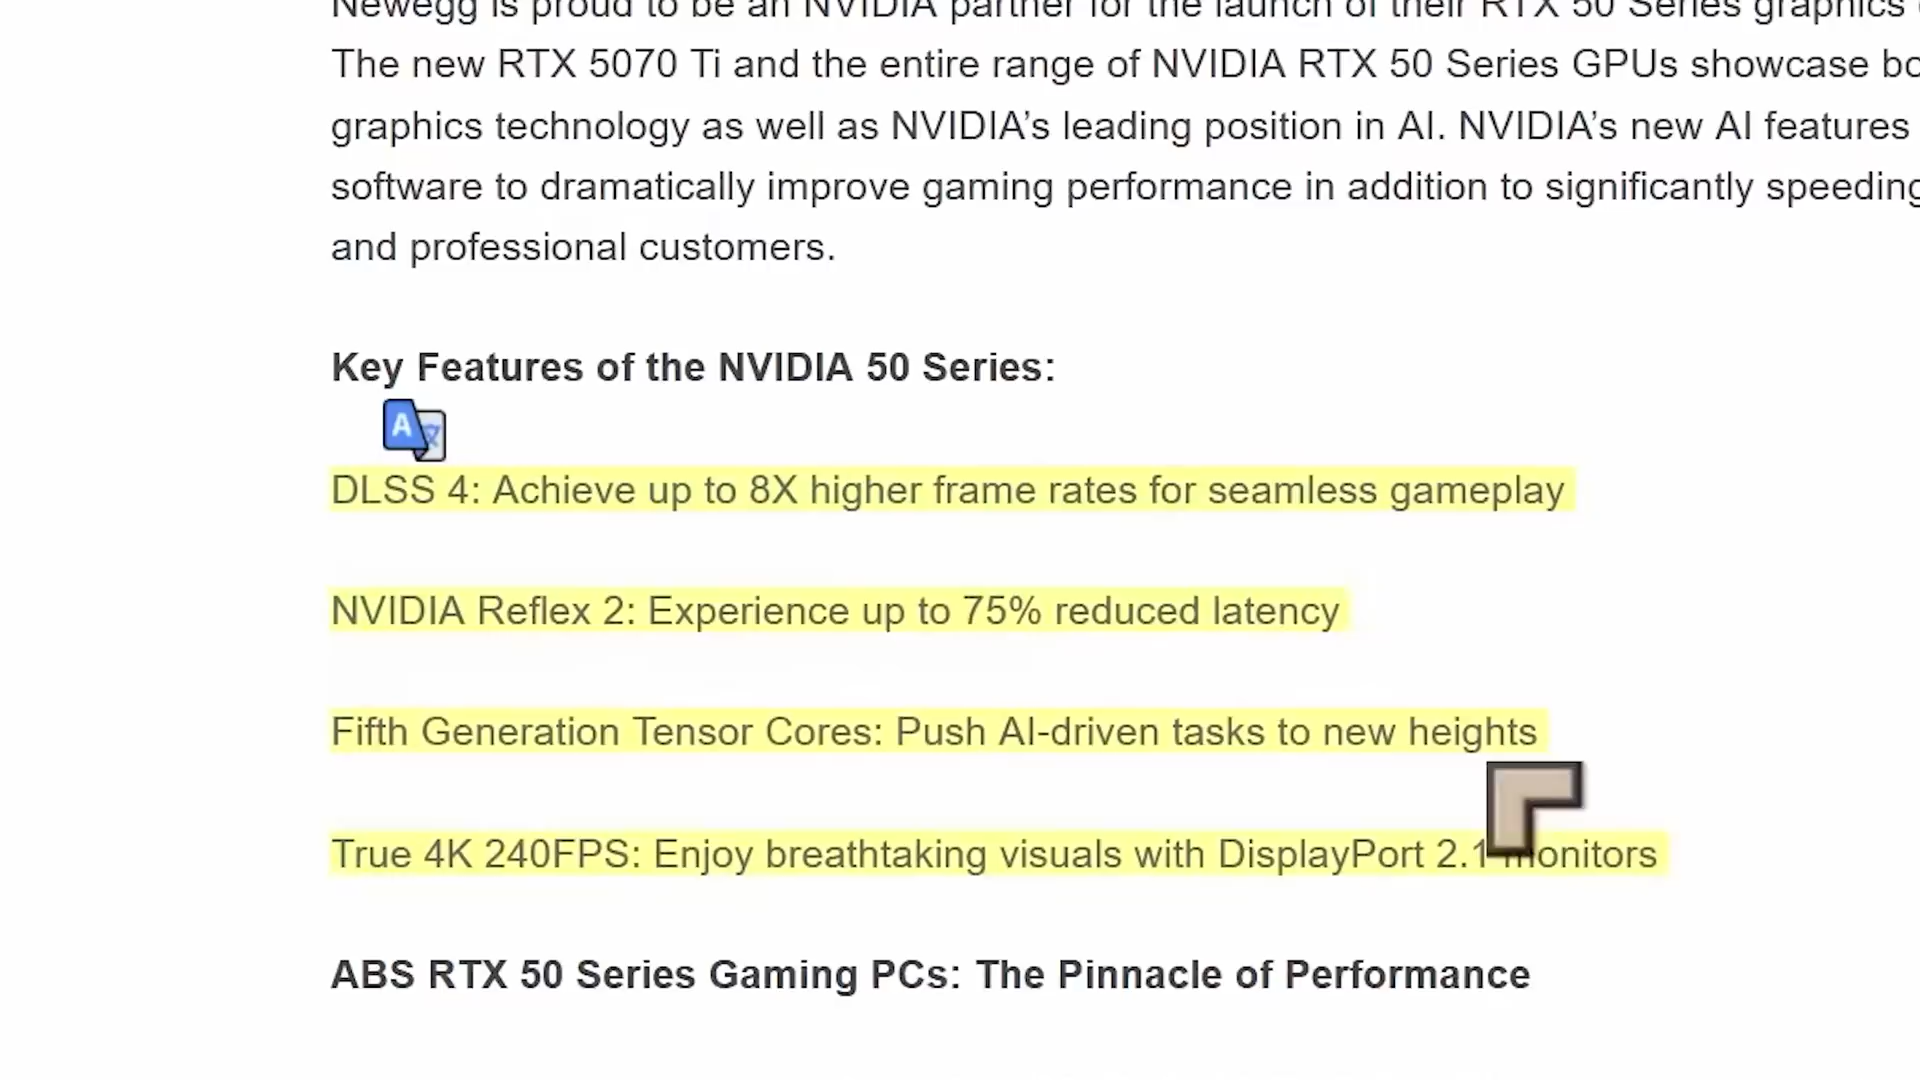 Newegg is proud to be an NVIDIA partner for the launch of their RTX 50 Series graphics
The new RTX 5070 Ti and the entire range of NVIDIA RTX 50 Series GPUs showcase bo
graphics technology as well as NVIDIA’s leading position in AI. NVIDIA’s new AI features
software to dramatically improve gaming performance in addition to significantly speeding
and professional customers.
Key Features of the NVIDIA 50 Series:
A
DLSS 4: Achieve up to 8X higher frame rates for seamless gameplay
NVIDIA Reflex 2: Experience up to 75% reduced latency
Fifth Generation Tensor Cores: Push AI-driven tasks to new heights
True 4K 240FPS: Enjoy breathtaking visuals with DisplayPort 2.1 monitors
ABS RTX 50 Series Gaming PCs: The Pinnacle of Performance